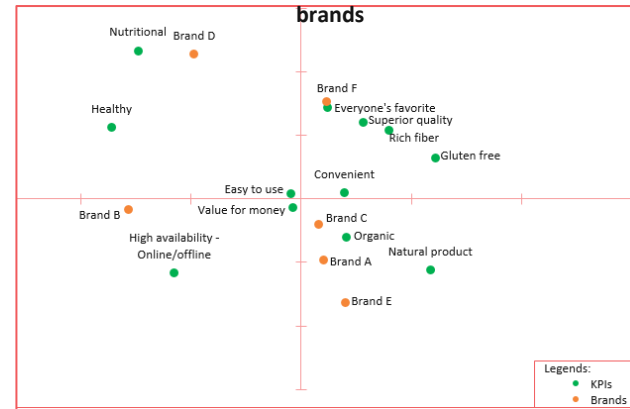 brands
Nutritional
Brand D
Brand F
Healthy
Everyone's favorite
Superior quality
Rich fiber
Gluten free
Convenient
Easy to use
Value for money
Brand B
Brand C
High availability -
Online/offline
Organic
Natural product
Brand A
Brand E
Legends:
KPIs
Brands